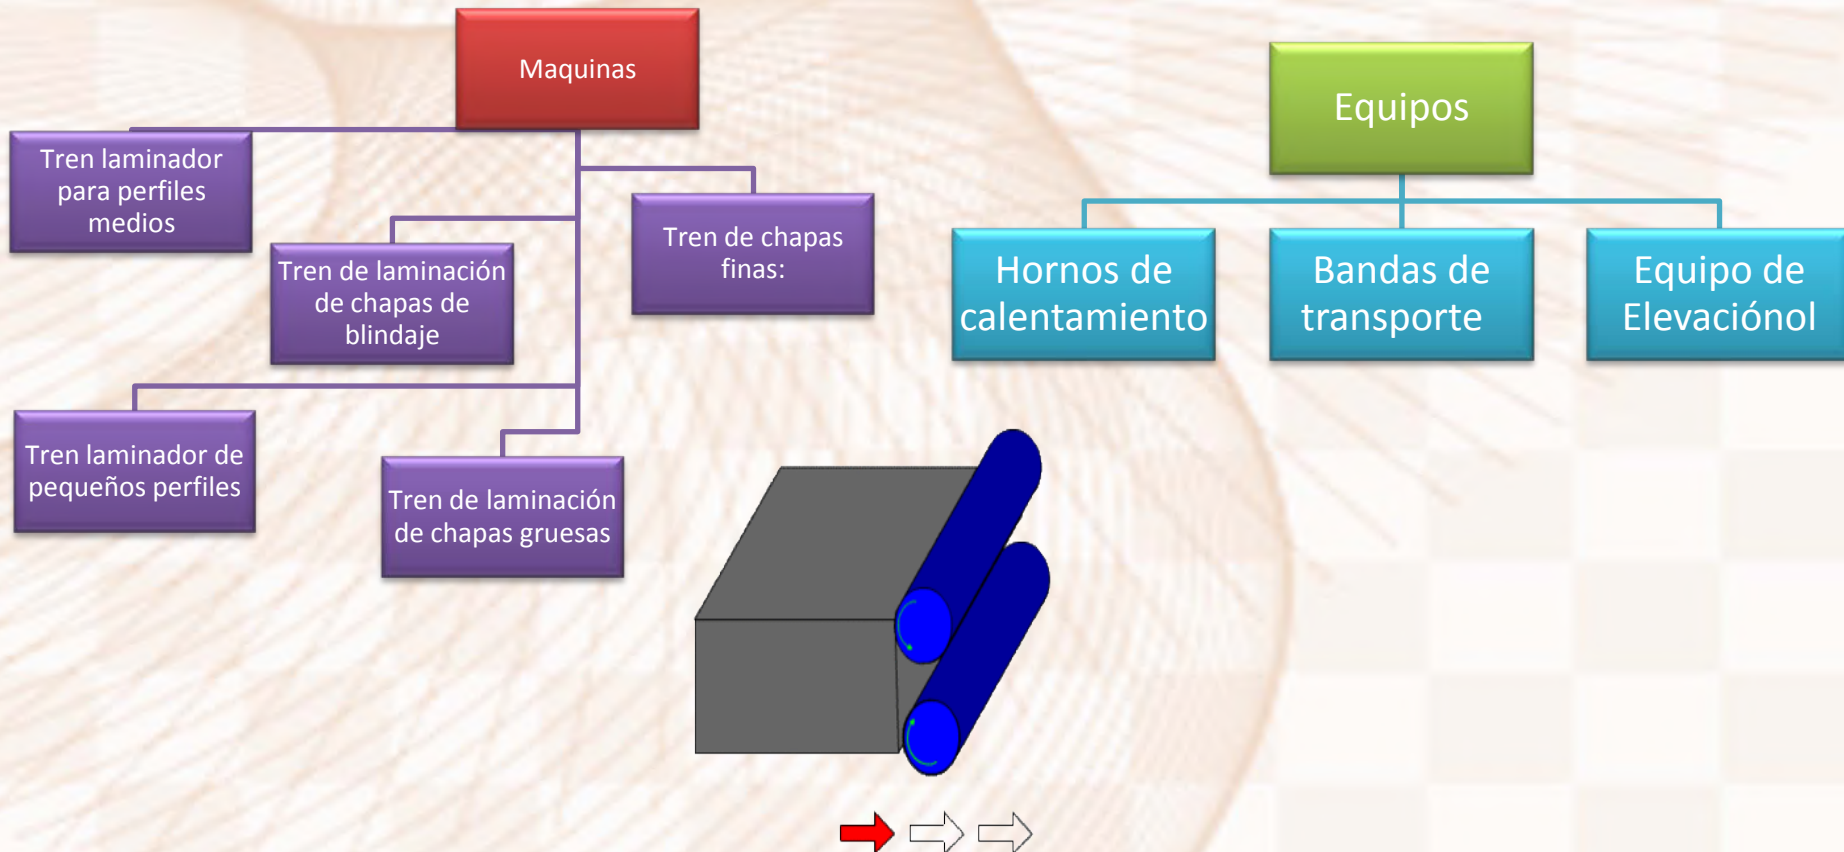 Maquinas
Tren laminador
para perfiles
medios
Tren de laminación
de chapas de
blindaje
Tren de chapas
finas:
Tren laminador de
pequeños perfiles
Tren de laminación
de chapas gruesas
Equipos
Hornos de
calentamiento
Bandas de
transporte
Equipo de
Elevaciónol